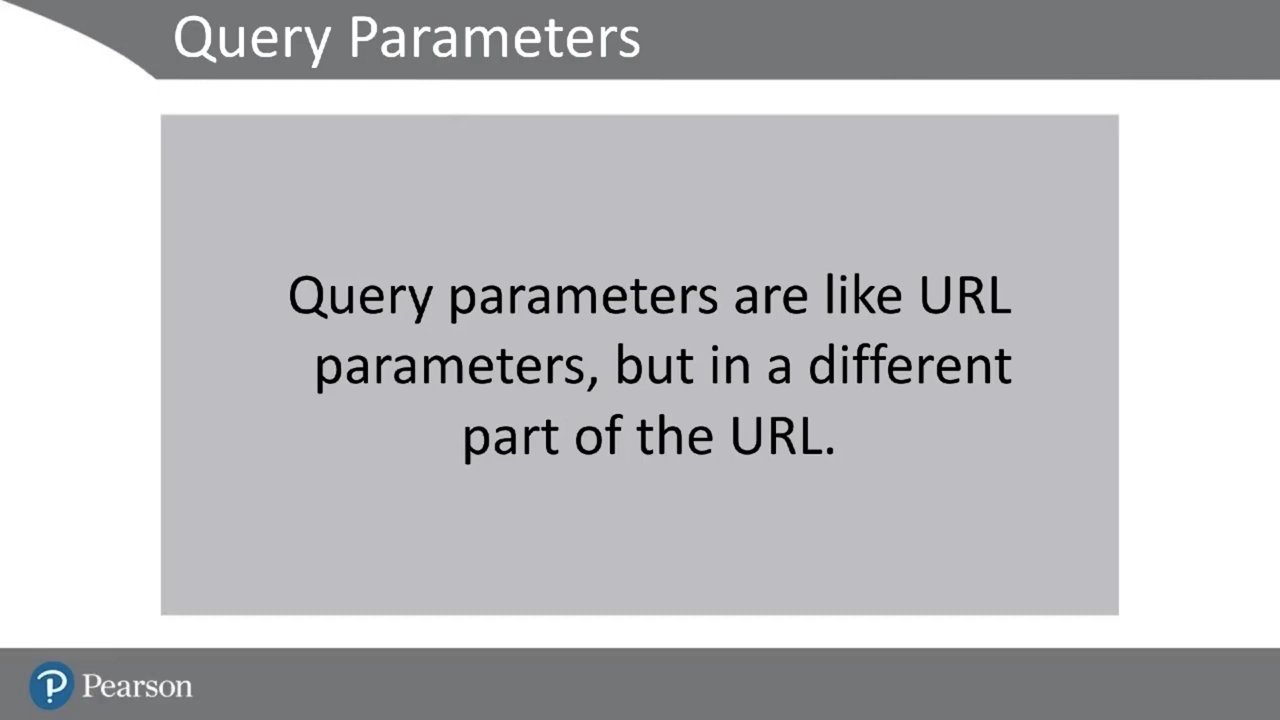 Query Parameters
Query parameters are like URL
parameters, but in a different
part of the URL.
Pearson